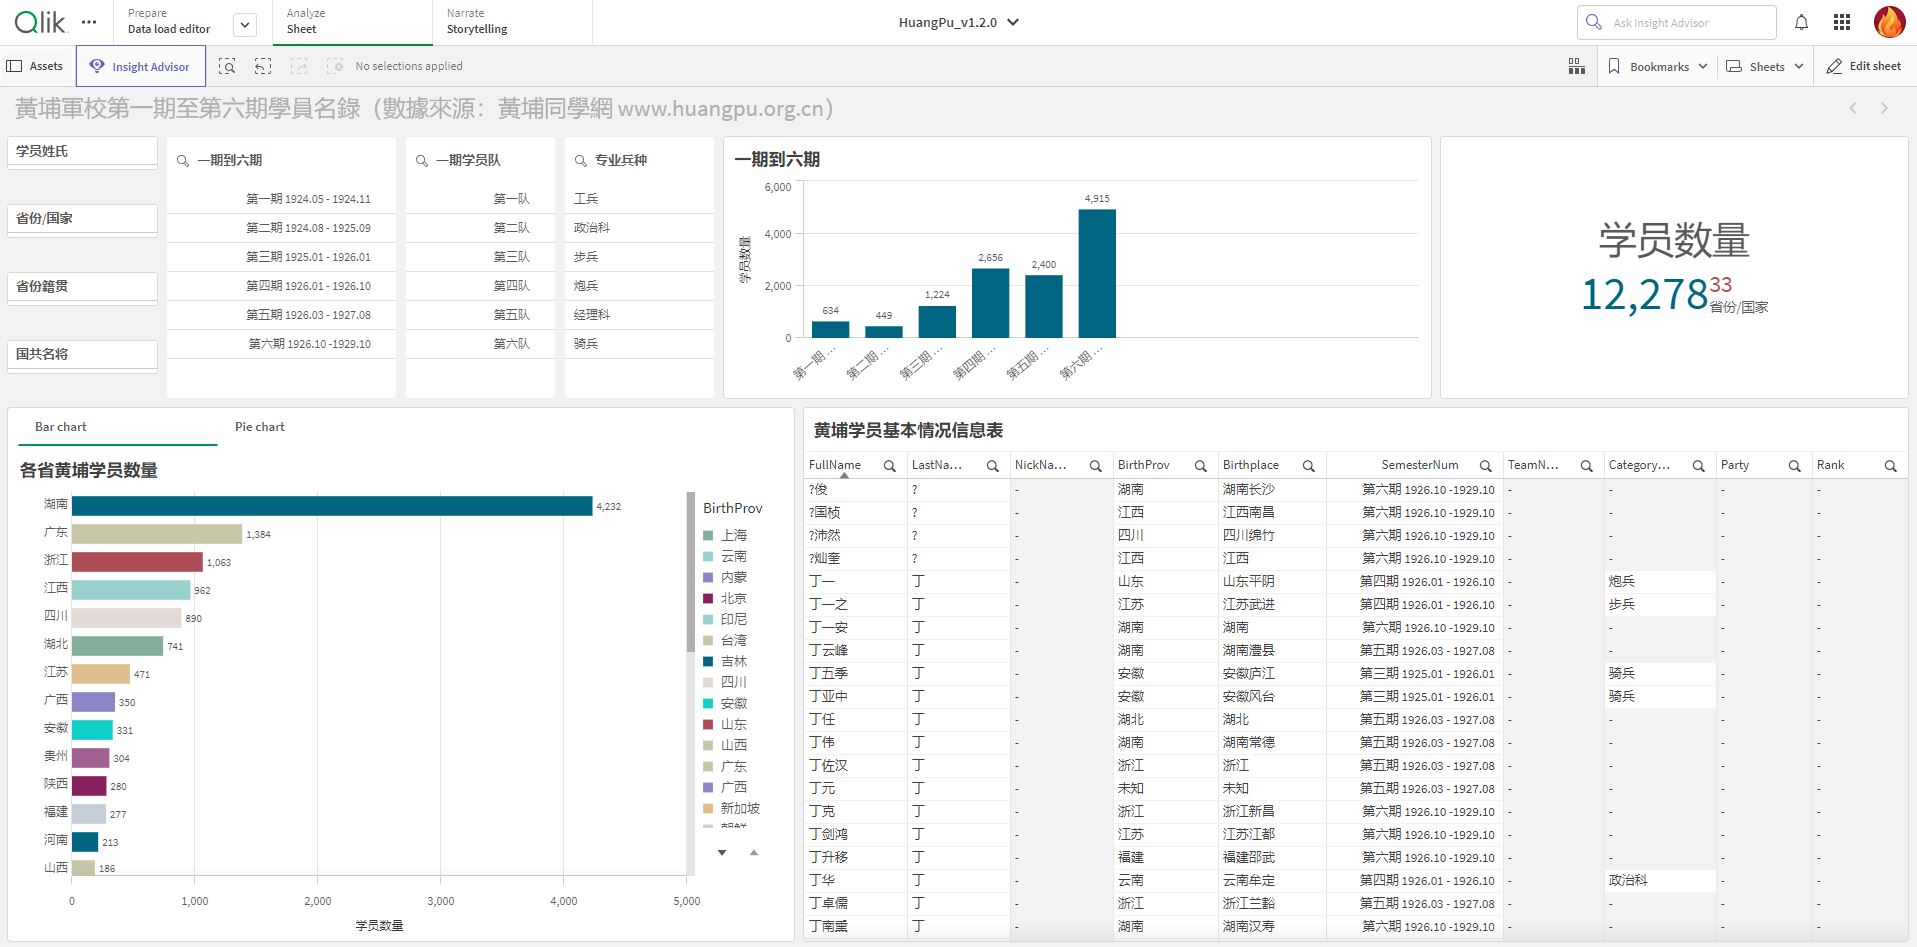 Qlik
Prepare
Data load editor
Analyze
Sheet
Narrate
Storytelling
HuangPu_v1.2.0
Ask Insight Advisor
Assets
Insight Advisor
No selections applied
Bookmarks
Sheets
Edit sheet
黃埔軍校第一期至第六期學員名錄（數據來源：黃埔同學網 www.huangpu.org.cn）
学员姓氏
省份/国家
省份籍贯
国共名将
一期到六期
第一期 1924.05 - 1924.11
第二期 1924.08 - 1925.09
第三期 1925.01 - 1926.01
第四期 1926.01 - 1926.10
第五期 1926.03 - 1927.08
第六期 1926.10 -1929.10
一期学员队
第一队
第二队
第三队
第四队
第五队
第六队
专业兵种
工兵
政治科
步兵
炮兵
经理科
骑兵
一期到六期
学员数量
6,000
4,000
2,000
0
634
449
1,224
2,656
2,400
4,915
第一期 ...
第二期 ...
第三期 ...
第四期 ...
第五期 ...
第六期 ...
学员数量
12,278
33
省份/国家
Bar chart
Pie chart
各省黄埔学员数量
湖南 4,232
广东 1,384
浙江 1,063
江西 962
四川 890
湖北 741
江苏 471
广西 350
安徽 331
贵州 304
陕西 280
福建 277
河南 213
山西 186
0 1,000 2,000 3,000 4,000 5,000
学员数量
BirthProv
上海
云南
内蒙
北京
印尼
台湾
吉林
四川
安徽
山东
山西
广东
广西
新加坡
黄埔学员基本情况信息表
FullName LastNa... NickNa... BirthProv Birthplace SemesterNum TeamN... Category... Party Rank
?俊 ? - 湖南 湖南长沙 第六期 1926.10 -1929.10 - - - -
?国桢 ? - 江西 江西南昌 第六期 1926.10 -1929.10 - - - -
?沛然 ? - 四川 四川绵竹 第六期 1926.10 -1929.10 - - - -
?灿奎 ? - 江西 江西 第六期 1926.10 -1929.10 - - - -
丁一 丁 - 山东 山东平阴 第四期 1926.01 - 1926.10 - 炮兵 - -
丁一之 丁 - 江苏 江苏武进 第四期 1926.01 - 1926.10 - 步兵 - -
丁一安 丁 - 湖南 湖南 第六期 1926.10 -1929.10 - - - -
丁云峰 丁 - 湖南 湖南澧县 第五期 1926.03 - 1927.08 - - - -
丁五季 丁 - 安徽 安徽庐江 第三期 1925.01 - 1926.01 - 骑兵 - -
丁亚中 丁 - 安徽 安徽风台 第三期 1925.01 - 1926.01 - 骑兵 - -
丁任 丁 - 湖北 湖北 第五期 1926.03 - 1927.08 - - - -
丁伟 丁 - 湖南 湖南常德 第五期 1926.03 - 1927.08 - - - -
丁佐汉 丁 - 浙江 浙江 第五期 1926.03 - 1927.08 - - - -
丁元 丁 - 未知 未知 第五期 1926.03 - 1927.08 - - - -
丁克 丁 - 浙江 浙江新昌 第六期 1926.10 -1929.10 - - - -
丁剑鸿 丁 - 江苏 江苏江都 第六期 1926.10 -1929.10 - - - -
丁升移 丁 - 福建 福建邵武 第六期 1926.10 -1929.10 - - - -
丁华 丁 - 云南 云南牟定 第四期 1926.01 - 1926.10 - 政治科 - -
丁卓儒 丁 - 浙江 浙江兰谿 第五期 1926.03 - 1927.08 - - - -
丁南董 丁 - 湖南 湖南汉寿 第六期 1926.10 -1929.10 - - - -